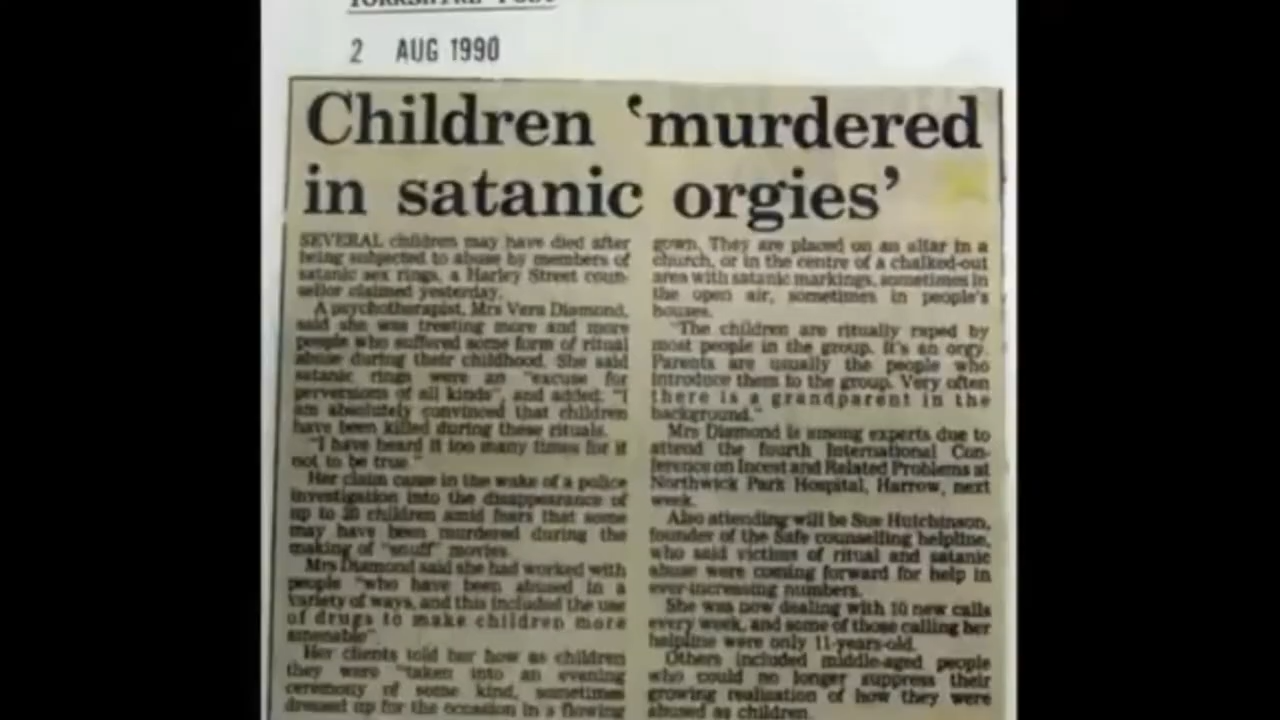 YORKSHIRE POST
2 AUG 1990
Children ‘murdered
in satanic orgies’
SEVERAL children may have died after
being subjected to abuse by members of
satanic sex rings, a Harley Street coun-
sellor claimed yesterday.
A psychotherapist, Mrs Vera Diamond,
said she was treating more and more
people who suffered some form of ritual
abuse during their childhood. She said
satanic rings were an "excuse for
perversions of all kinds", and added: "I
am absolutely convinced that children
have been killed during these rituals.
"I have heard it too many times for it
not to be true."
Her claim came in the wake of a police
investigation into the disappearance of
up to 20 children amid fears that some
may have been murdered during the
making of "snuff" movies.
Mrs Diamond said she had worked with
people "who have been abused in a
variety of ways, and this included the use
of drugs to make children more
amenable".
Her clients told her how as children
they were "taken into an evening
ceremony of some kind, sometimes
dressed up for the occasion in a flowing
gown. They are placed on an altar in a
church, or in the centre of a chalked-out
area with satanic markings, sometimes in
the open air, sometimes in people's
houses.
"The children are ritually raped by
most people in the group. It's an orgy.
Parents are usually the people who
introduce them to the group. Very often
there is a grandparent in the
background."
Mrs Diamond is among experts due to
attend the fourth International Con-
ference on Incest and Related Problems at
Northwick Park Hospital, Harrow, next
week.
Also attending will be Sue Hutchinson,
founder of the Safe counselling helpline,
who said victims of ritual and satanic
abuse were coming forward for help in
ever-increasing numbers.
She was now dealing with 10 new calls
every week, and some of those calling her
helpline were only 11-years-old.
Others included middle-aged people
who could no longer suppress their
growing realisation of how they were
abused as children.